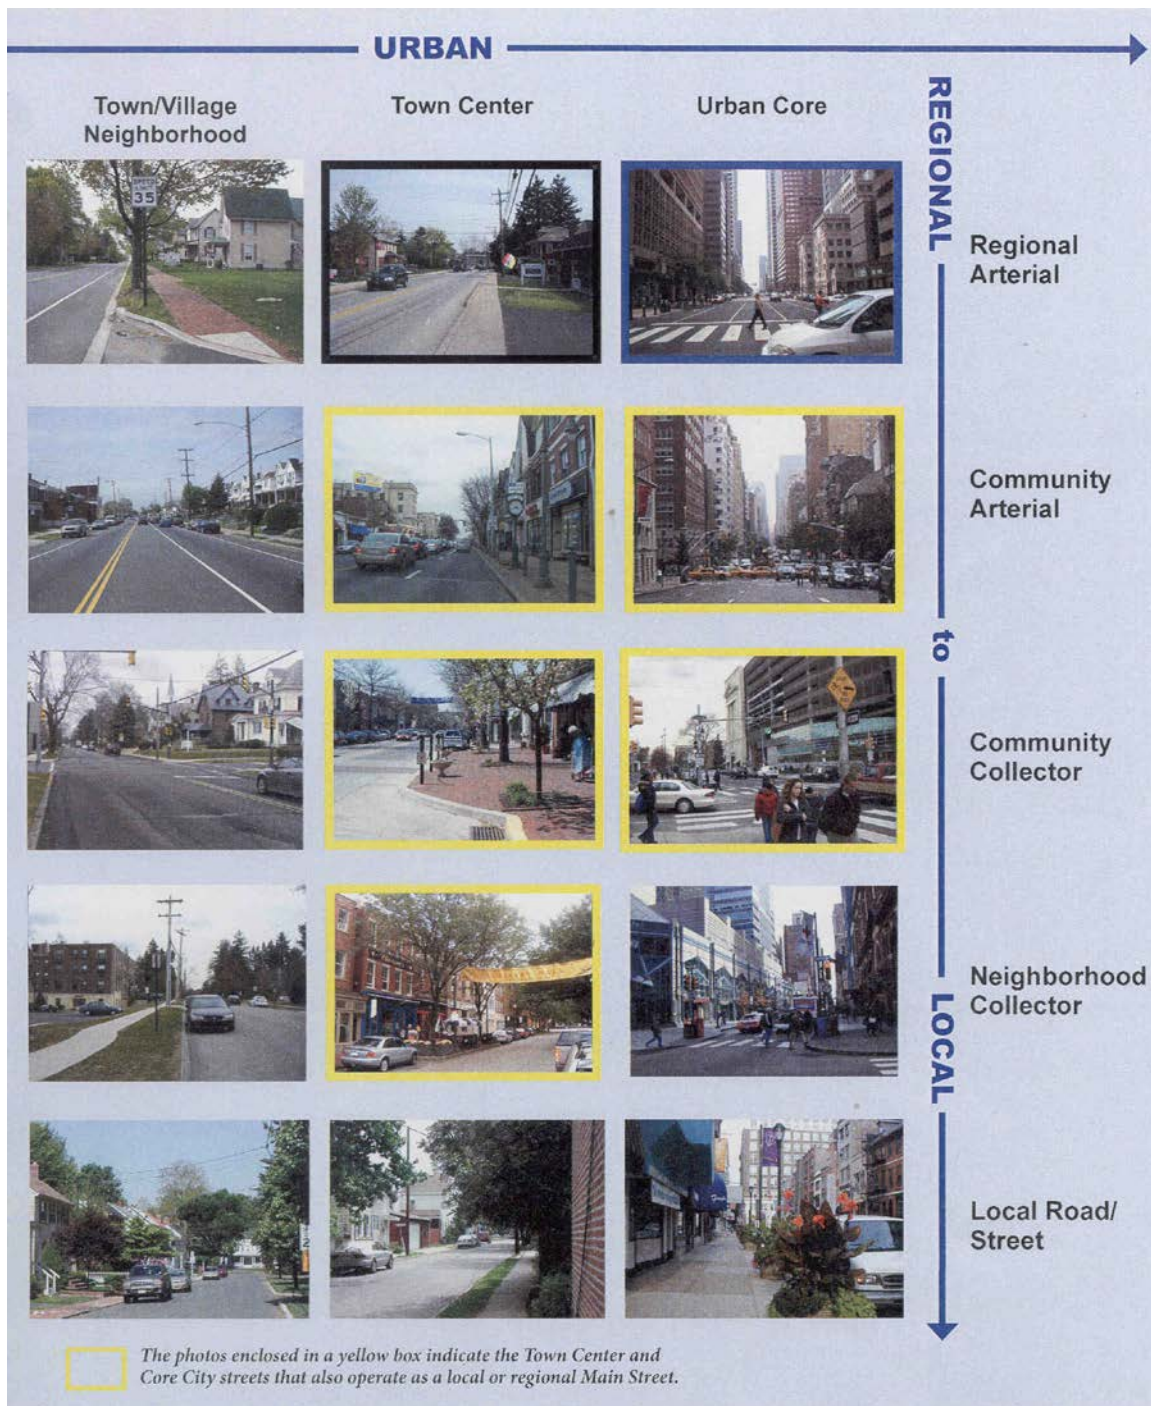 URBAN
Town/Village
Neighborhood
Town Center
Urban Core
REGIONAL
to
LOCAL
SPEED
LIMIT
35
Regional
Arterial
Community
Arterial
Community
Collector
Neighborhood
Collector
Local Road/
Street
The photos enclosed in a yellow box indicate the Town Center and
Core City streets that also operate as a local or regional Main Street.